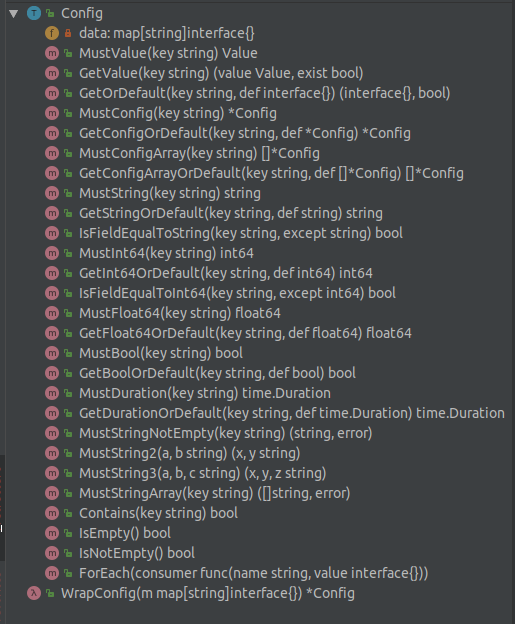 Config
data: map[string]interface{}
MustValue(key string) Value
GetValue(key string) (value Value, exist bool)
GetOrDefault(key string, def interface{}) (interface{}, bool)
MustConfig(key string) *Config
GetConfigOrDefault(key string, def *Config) *Config
MustConfigArray(key string) []*Config
GetConfigArrayOrDefault(key string, def []*Config) []*Config
MustString(key string) string
GetStringOrDefault(key string, def string) string
IsFieldEqualToString(key string, except string) bool
MustInt64(key string) int64
GetInt64OrDefault(key string, def int64) int64
IsFieldEqualToInt64(key string, except int64) bool
MustFloat64(key string) float64
GetFloat64OrDefault(key string, def float64) float64
MustBool(key string) bool
GetBoolOrDefault(key string, def bool) bool
MustDuration(key string) time.Duration
GetDurationOrDefault(key string, def time.Duration) time.Duration
MustStringNotEmpty(key string) (string, error)
MustString2(a, b string) (x, y string)
MustString3(a, b, c string) (x, y, z string)
MustStringArray(key string) ([]string, error)
Contains(key string) bool
IsEmpty() bool
IsNotEmpty() bool
ForEach(consumer func(name string, value interface{}))
WrapConfig(m map[string]interface{}) *Config